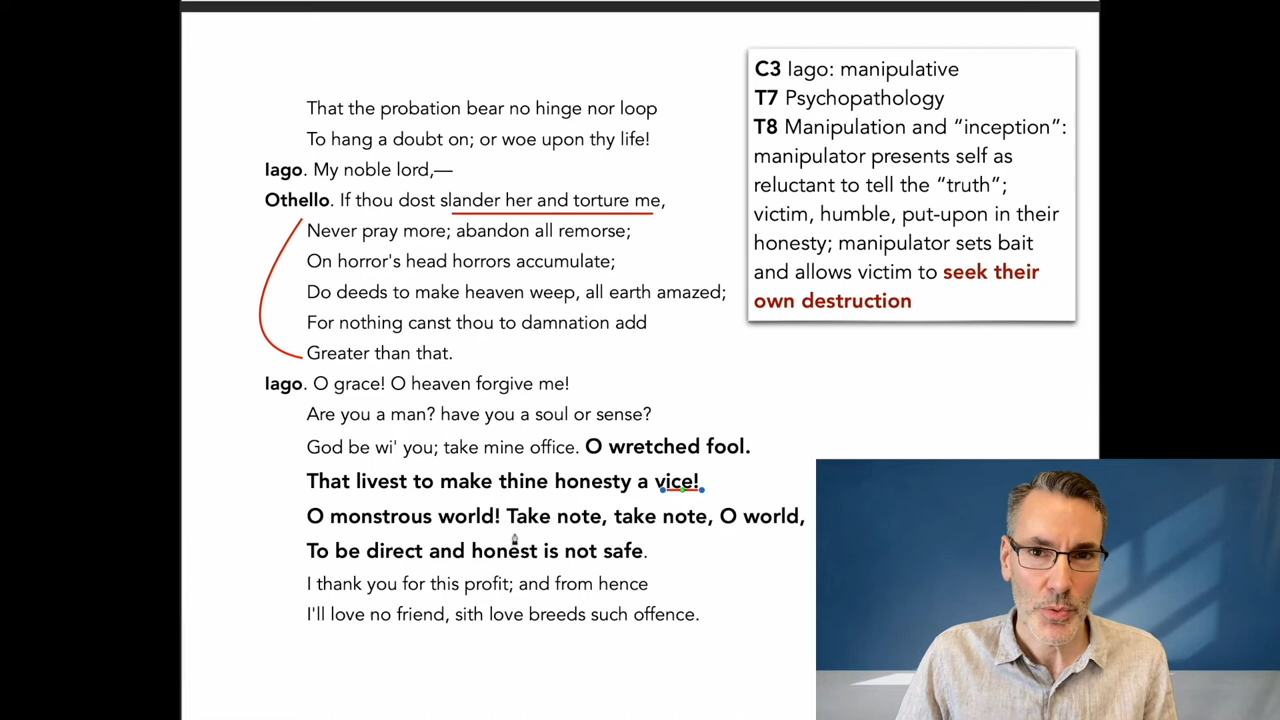 That the probation bear no hinge nor loop
To hang a doubt on; or woe upon thy life!
Iago. My noble lord,—
Othello. If thou dost slander her and torture me,
Never pray more; abandon all remorse;
On horror's head horrors accumulate;
Do deeds to make heaven weep, all earth amazed;
For nothing canst thou to damnation add
Greater than that.
Iago. O grace! O heaven forgive me!
Are you a man? have you a soul or sense?
God be wi' you; take mine office. O wretched fool.
That livest to make thine honesty a vice!
O monstrous world! Take note, take note, O world,
To be direct and honest is not safe.
I thank you for this profit; and from hence
I'll love no friend, sith love breeds such offence.
C3 Iago: manipulative
T7 Psychopathology
T8 Manipulation and “inception”:
manipulator presents self as
reluctant to tell the “truth”;
victim, humble, put-upon in their
honesty; manipulator sets bait
and allows victim to seek their
own destruction